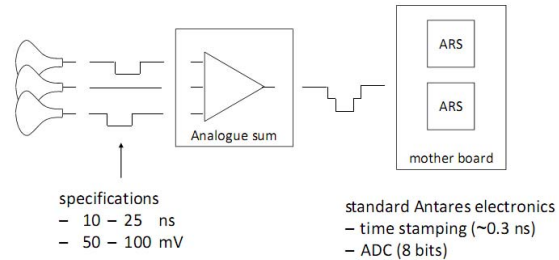 ARS
ARS
Analogue sum
mother board
specifications
– 10 – 25 ns
– 50 – 100 mV
standard Antares electronics
– time stamping (~0.3 ns)
– ADC (8 bits)